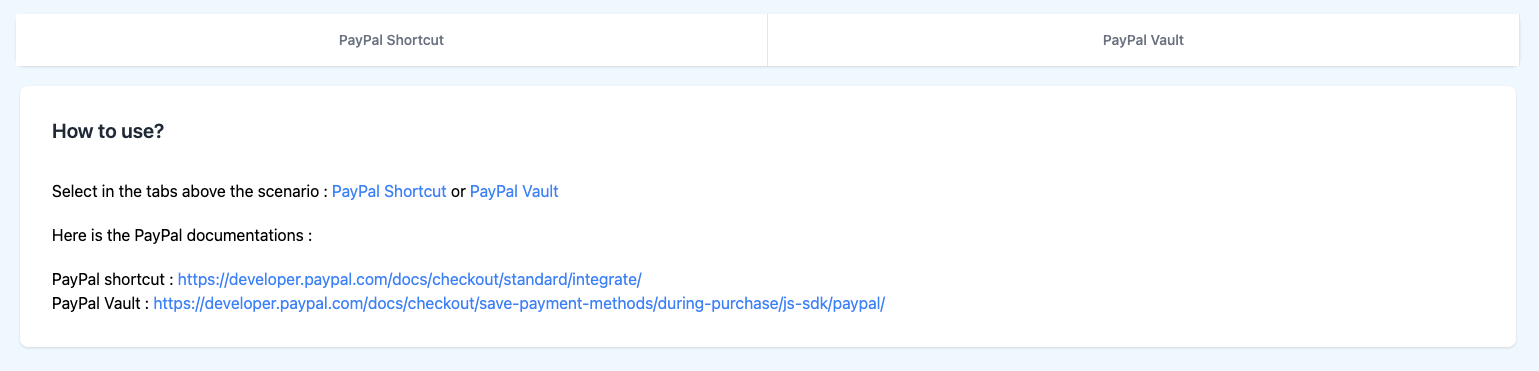 PayPal Shortcut
PayPal Vault
How to use?
Select in the tabs above the scenario : PayPal Shortcut or PayPal Vault
Here is the PayPal documentations :
PayPal shortcut : https://developer.paypal.com/docs/checkout/standard/integrate/
PayPal Vault : https://developer.paypal.com/docs/checkout/save-payment-methods/during-purchase/js-sdk/paypal/